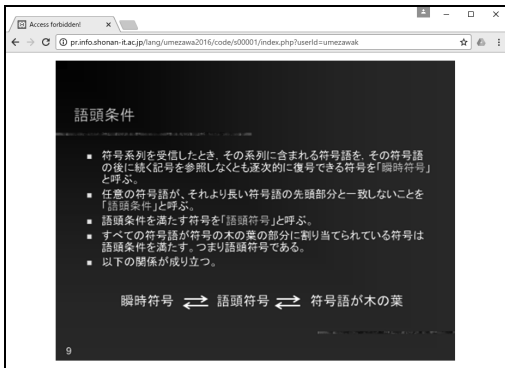 Access forbidden!
pr.info.shonan-it.ac.jp/lang/umezawa2016/code/s00001/index.php?userId=umezawak
語頭条件
■ 符号系列を受信したとき、その系列に含まれる符号語を、その符号語
の後に続く記号を参照しなくとも逐次的に復号できる符号を「瞬時符号」
と呼ぶ。
■ 任意の符号語が、それより長い符号語の先頭部分と一致しないことを
「語頭条件」と呼ぶ。
■ 語頭条件を満たす符号を「語頭符号」と呼ぶ。
■ すべての符号語が符号の木の葉の部分に割り当てられている符号は
語頭条件を満たす。つまり語頭符号である。
■ 以下の関係が成り立つ。
瞬時符号 ⇄ 語頭符号 ⇄ 符号語が木の葉
9